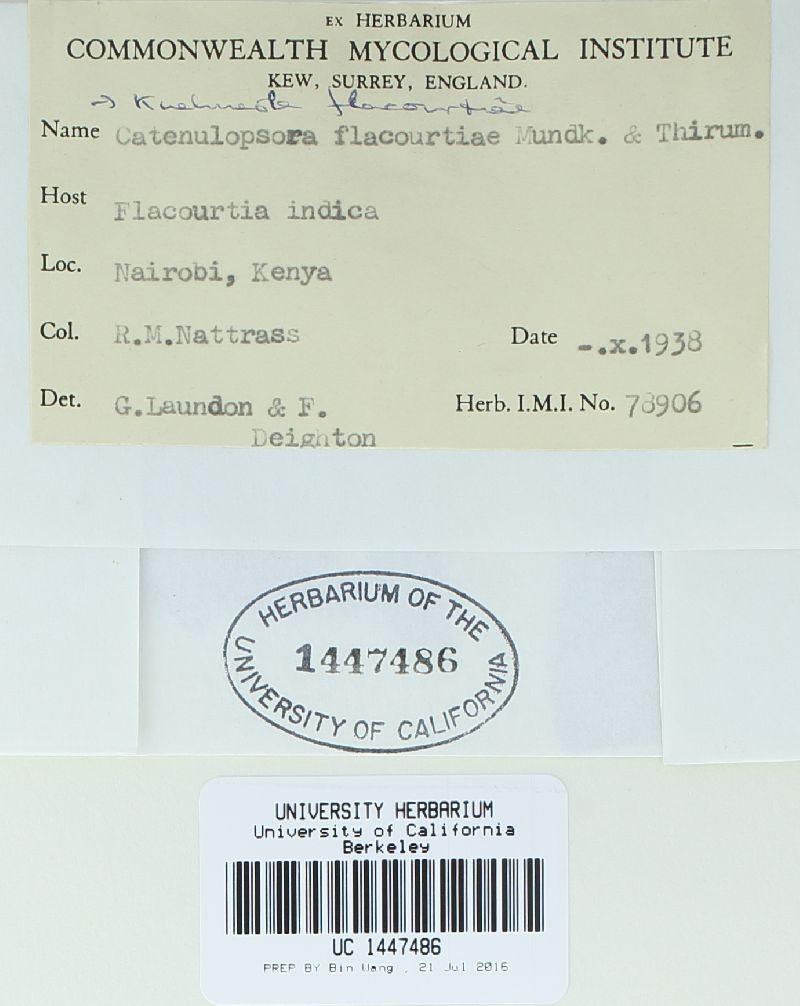 EX HERBARIUM
COMMONWEALTH MYCOLOGICAL INSTITUTE
KEW, SURREY, ENGLAND.
→ Kuehneola flacourtiae
Name Catenulopsora flacourtiae Mundk. & Thirum.
Host Flacourtia indica
Loc. Nairobi, Kenya
Col. R.M.Nattrass Date -.x.1938
Det. G.Laundon & F. Deighton Herb. I.M.I. No. 78906
HERBARIUM OF THE
1447486
UNIVERSITY OF CALIFORNIA
UNIVERSITY HERBARIUM
University of California
Berkeley
UC 1447486
PREP BY Bin Wang , 21 Jul 2016